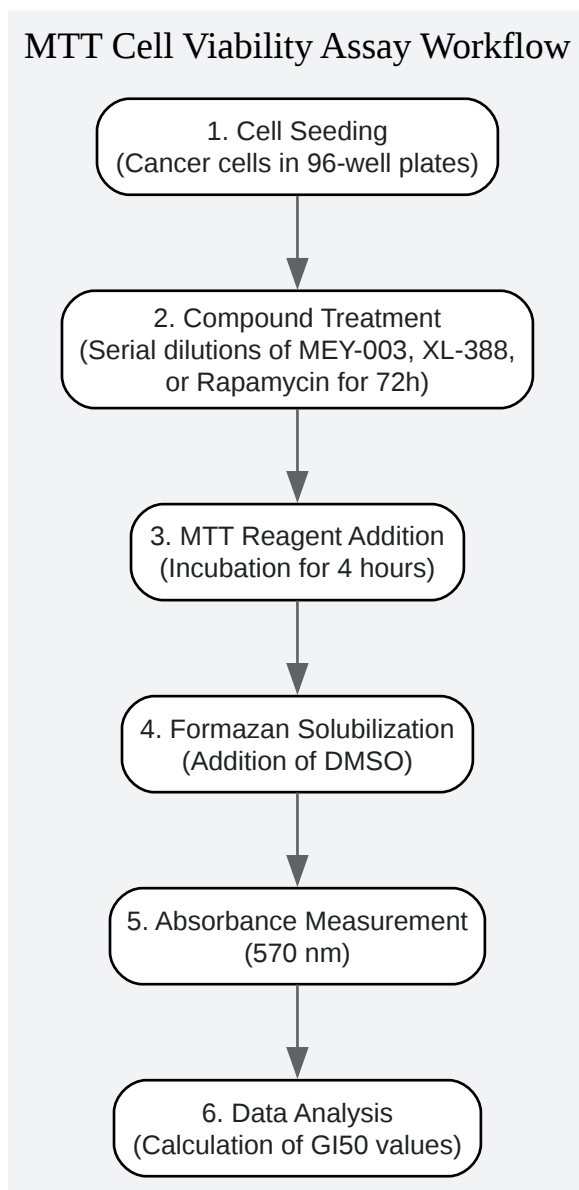 MTT Cell Viability Assay Workflow
1. Cell Seeding
(Cancer cells in 96-well plates)
2. Compound Treatment
(Serial dilutions of MEY-003, XL-388,
or Rapamycin for 72h)
3. MTT Reagent Addition
(Incubation for 4 hours)
4. Formazan Solubilization
(Addition of DMSO)
5. Absorbance Measurement
(570 nm)
6. Data Analysis
(Calculation of GI50 values)